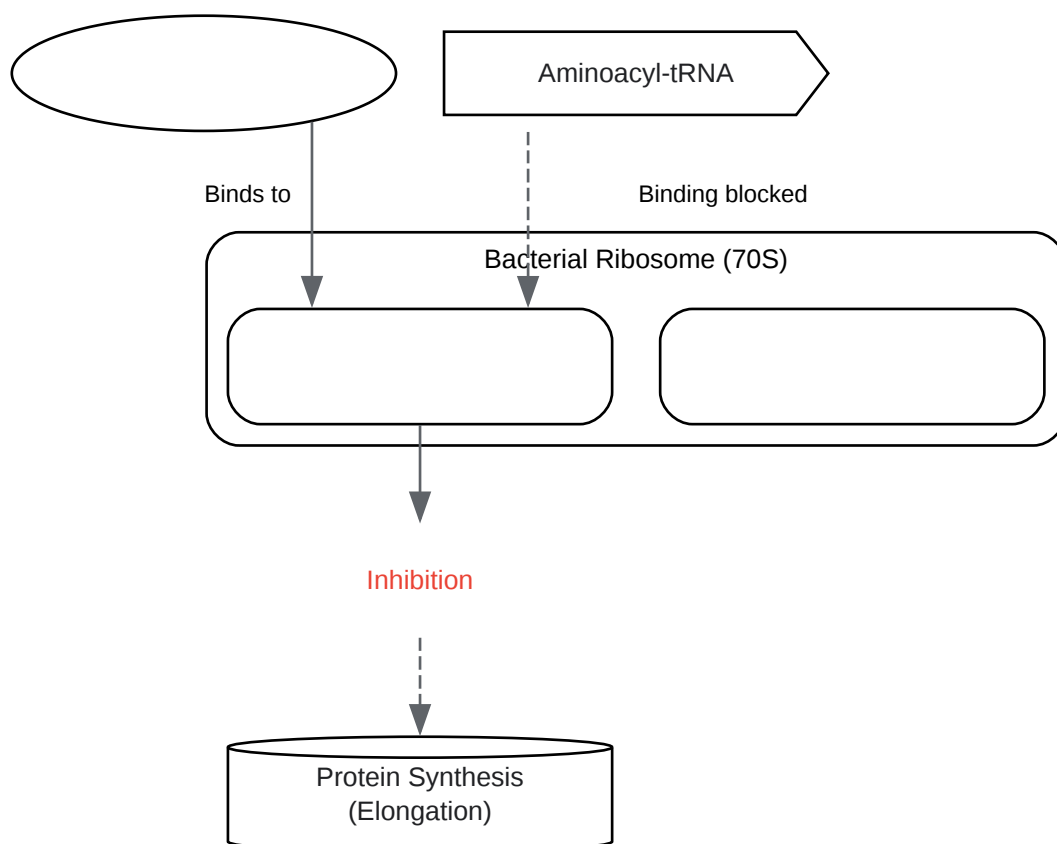 Aminoacyl-tRNA
Binds to
Binding blocked
Bacterial Ribosome (70S)
Inhibition
Protein Synthesis
(Elongation)